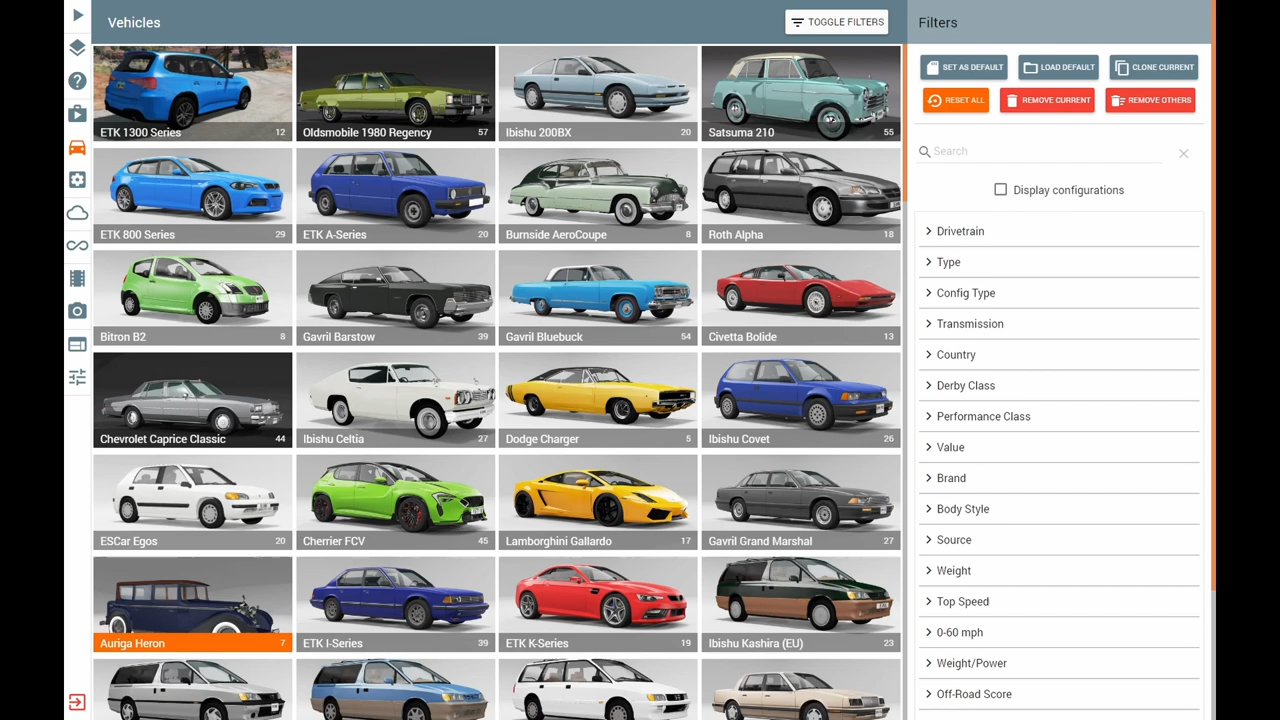 Vehicles
TOGGLE FILTERS
Filters
SET AS DEFAULT
LOAD DEFAULT
CLONE CURRENT
RESET ALL
REMOVE CURRENT
REMOVE OTHERS
Search
Display configurations
ETK 1300 Series 12
Oldsmobile 1980 Regency 57
Ibishu 200BX 20
Satsuma 210 55
ETK 800 Series 29
ETK A-Series 20
Burnside AeroCoupe 8
Roth Alpha 18
Bitron B2 8
Gavril Barstow 39
Gavril Bluebuck 54
Civetta Bolide 13
Chevrolet Caprice Classic 44
Ibishu Celtia 27
Dodge Charger 5
Ibishu Covet 26
ESCar Egos 20
Cherrier FCV 45
Lamborghini Gallardo 17
Gavril Grand Marshal 27
Auriga Heron 7
ETK I-Series 39
ETK K-Series 19
Ibishu Kashira (EU) 23
Drivetrain
Type
Config Type
Transmission
Country
Derby Class
Performance Class
Value
Brand
Body Style
Source
Weight
Top Speed
0-60 mph
Weight/Power
Off-Road Score